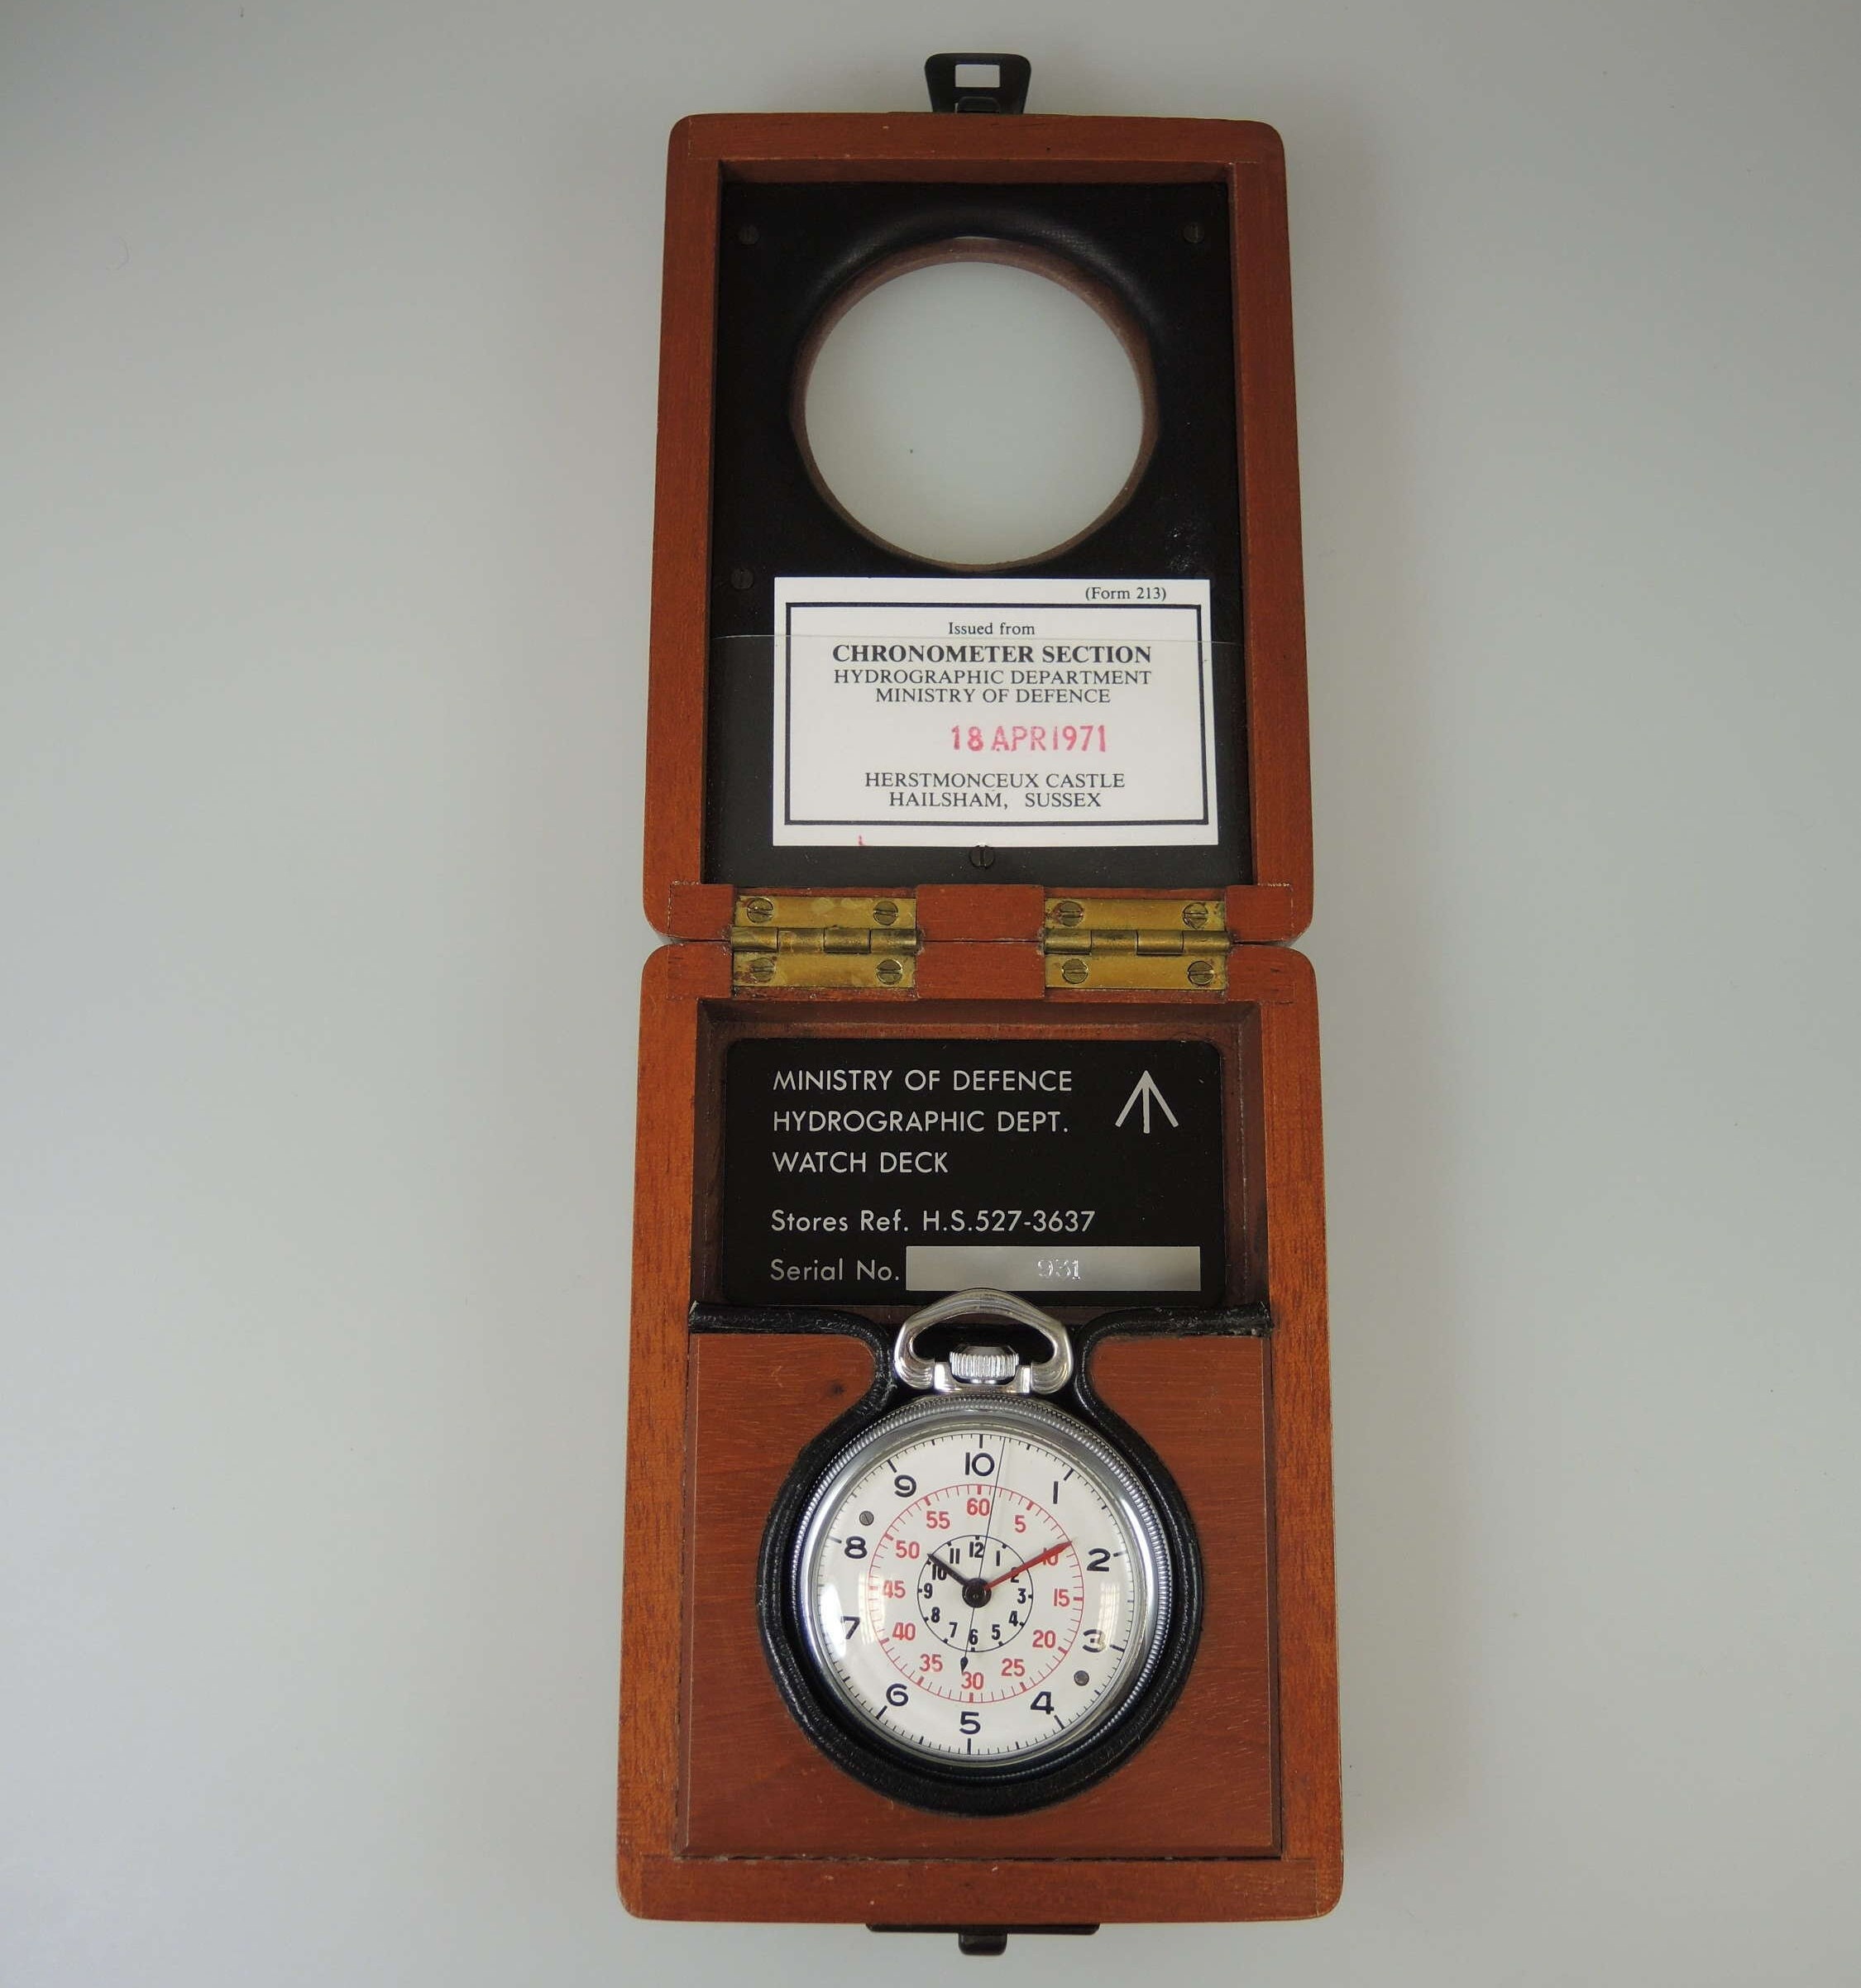 (Form 213)
Issued from
CHRONOMETER SECTION
HYDROGRAPHIC DEPARTMENT
MINISTRY OF DEFENCE
18 APR 1971
HERSTMONCEUX CASTLE
HAILSHAM, SUSSEX
MINISTRY OF DEFENCE
HYDROGRAPHIC DEPT.
WATCH DECK
Stores Ref. H.S.527-3637
Serial No. 931
10 1 2 3 4 5 6 7 8 9
60 5 10 15 20 25 30 35 40 45 50 55
12 1 2 3 4 5 6 7 8 9 10 11